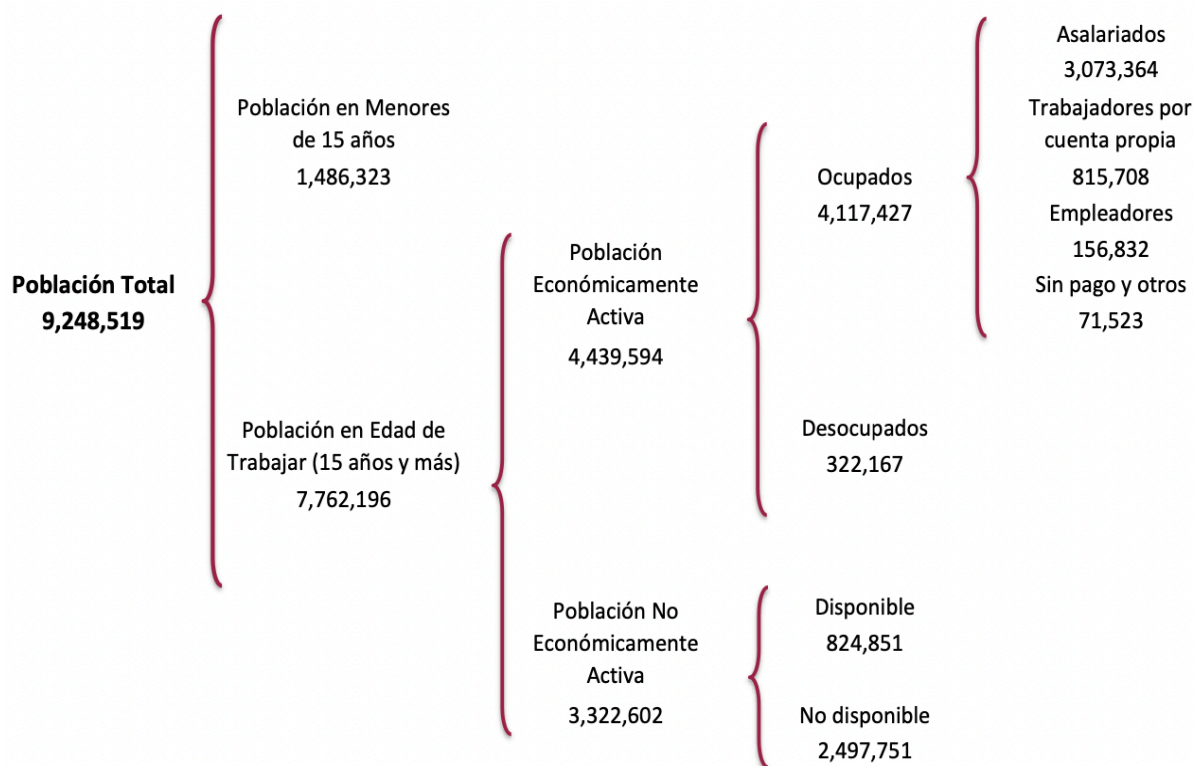 Población Total
9,248,519
Población en Menores
de 15 años
1,486,323
Población en Edad de
Trabajar (15 años y más)
7,762,196
Población
Económicamente
Activa
4,439,594
Población No
Económicamente
Activa
3,322,602
Ocupados
4,117,427
Desocupados
322,167
Disponible
824,851
No disponible
2,497,751
Asalariados
3,073,364
Trabajadores por
cuenta propia
815,708
Empleadores
156,832
Sin pago y otros
71,523